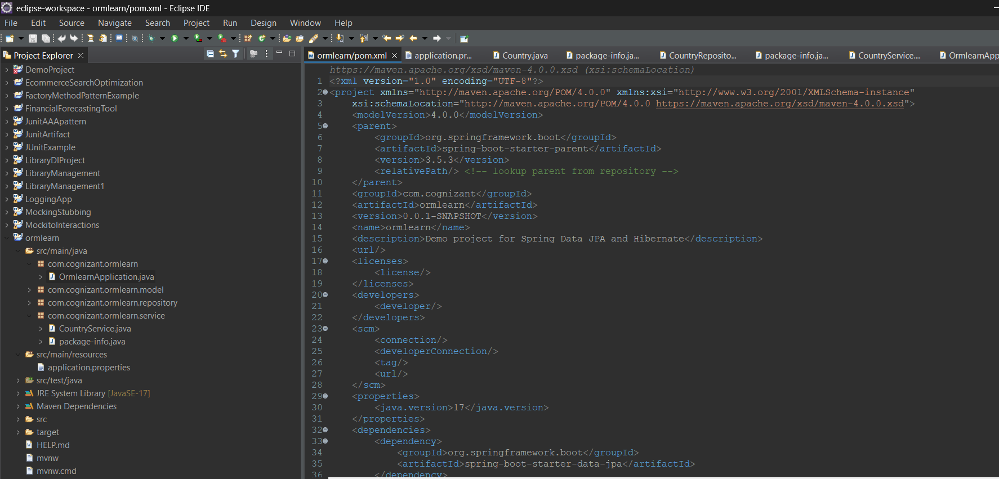 eclipse-workspace - ormlearn/pom.xml - Eclipse IDE
File Edit Source Navigate Search Project Run Design Window Help
Project Explorer
DemoProject
EcommerceSearchOptimization
FactoryMethodPatternExample
FinancialForecastingTool
JunitAAApattern
JunitArtifact
JUnitExample
LibraryDIProject
LibraryManagement
LibraryManagement1
LoggingApp
MockingStubbing
MockitoInteractions
ormlearn
src/main/java
com.cognizant.ormlearn
OrmlearnApplication.java
com.cognizant.ormlearn.model
com.cognizant.ormlearn.repository
com.cognizant.ormlearn.service
CountryService.java
package-info.java
src/main/resources
application.properties
src/test/java
JRE System Library [JavaSE-17]
Maven Dependencies
src
target
HELP.md
mvnw
mvnw.cmd
ormlearn/pom.xml application.pr... Country.java package-info.ja... CountryReposito... package-info.ja... CountryService.... OrmlearnApp
https://maven.apache.org/xsd/maven-4.0.0.xsd (xsi:schemaLocation)
1 <?xml version="1.0" encoding="UTF-8"?>
2 <project xmlns="http://maven.apache.org/POM/4.0.0" xmlns:xsi="http://www.w3.org/2001/XMLSchema-instance"
3 xsi:schemaLocation="http://maven.apache.org/POM/4.0.0 https://maven.apache.org/xsd/maven-4.0.0.xsd">
4 <modelVersion>4.0.0</modelVersion>
5 <parent>
6 <groupId>org.springframework.boot</groupId>
7 <artifactId>spring-boot-starter-parent</artifactId>
8 <version>3.5.3</version>
9 <relativePath/> <!-- lookup parent from repository -->
10 </parent>
11 <groupId>com.cognizant</groupId>
12 <artifactId>ormlearn</artifactId>
13 <version>0.0.1-SNAPSHOT</version>
14 <name>ormlearn</name>
15 <description>Demo project for Spring Data JPA and Hibernate</description>
16 <url/>
17 <licenses>
18 <license/>
19 </licenses>
20 <developers>
21 <developer/>
22 </developers>
23 <scm>
24 <connection/>
25 <developerConnection/>
26 <tag/>
27 <url/>
28 </scm>
29 <properties>
30 <java.version>17</java.version>
31 </properties>
32 <dependencies>
33 <dependency>
34 <groupId>org.springframework.boot</groupId>
35 <artifactId>spring-boot-starter-data-jpa</artifactId>
36 </dependency>